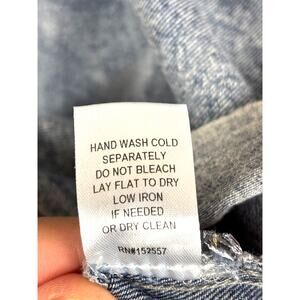 HAND WASH COLD
SEPARATELY
DO NOT BLEACH
LAY FLAT TO DRY
LOW IRON
IF NEEDED
OR DRY CLEAN
RN#152557